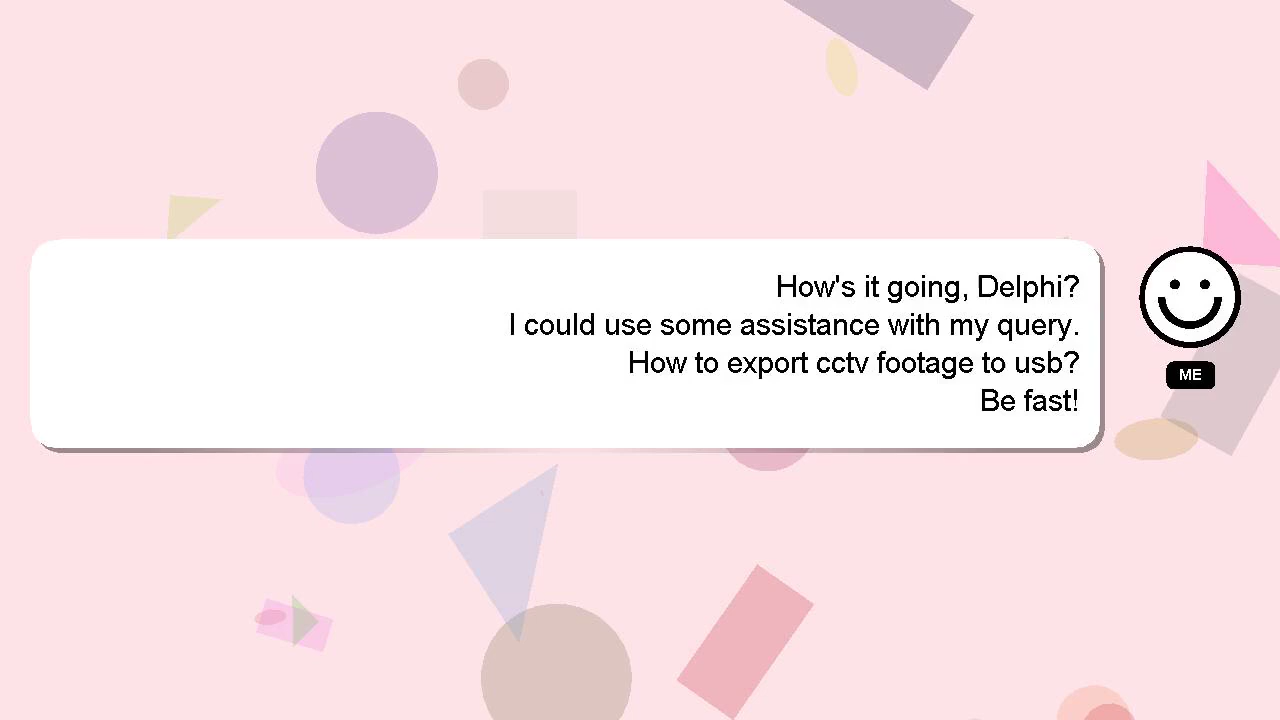 How's it going, Delphi?
I could use some assistance with my query.
How to export cctv footage to usb?
Be fast!
ME